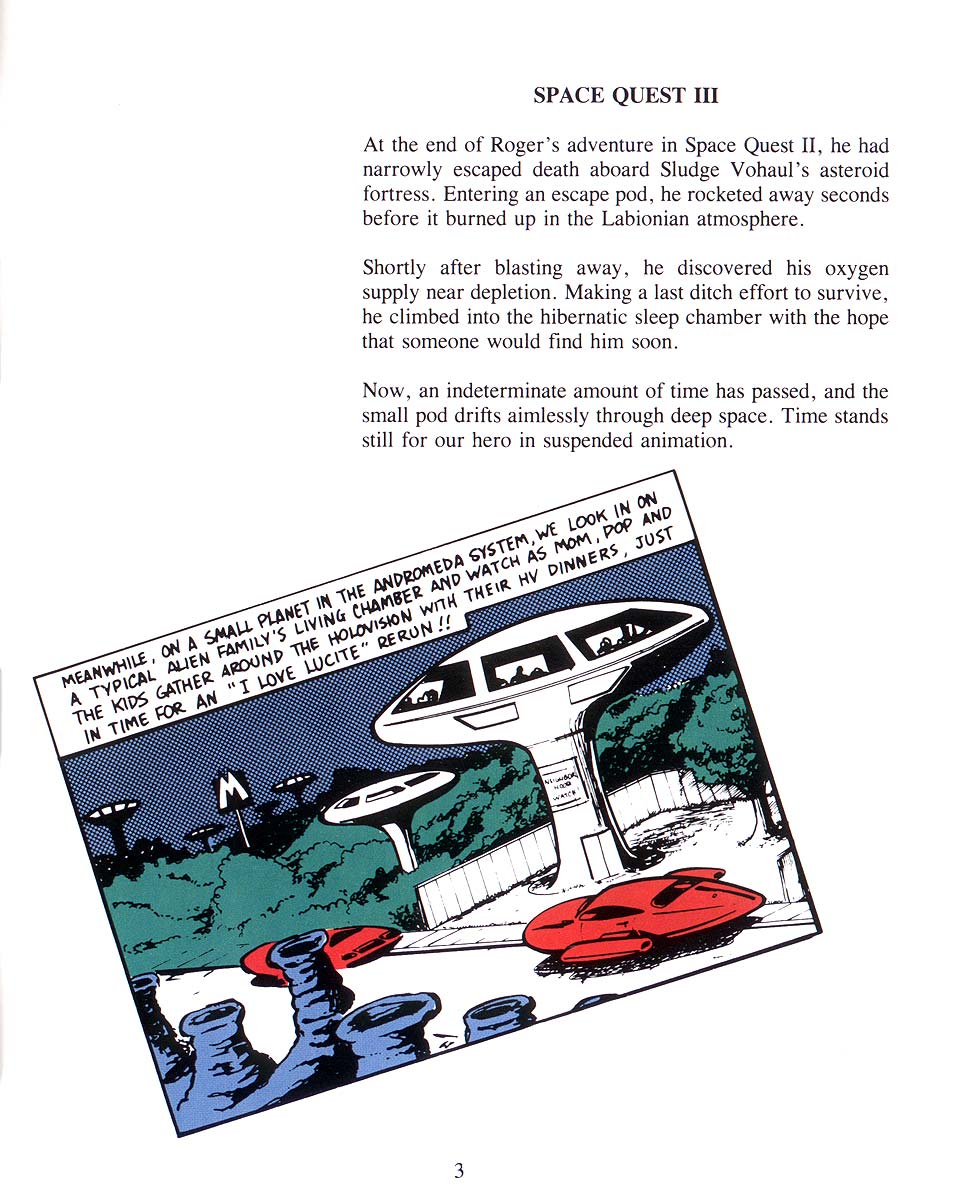 SPACE QUEST III
At the end of Roger's adventure in Space Quest II, he had
narrowly escaped death aboard Sludge Vohaul's asteroid
fortress. Entering an escape pod, he rocketed away seconds
before it burned up in the Labionian atmosphere.
Shortly after blasting away, he discovered his oxygen
supply near depletion. Making a last ditch effort to survive,
he climbed into the hibernatic sleep chamber with the hope
that someone would find him soon.
Now, an indeterminate amount of time has passed, and the
small pod drifts aimlessly through deep space. Time stands
still for our hero in suspended animation.
MEANWHILE, ON A SMALL PLANET IN THE ANDROMEDA SYSTEM, WE LOOK IN ON
A TYPICAL ALIEN FAMILY'S LIVING CHAMBER AND WATCH AS MOM, POP AND
THE KIDS GATHER AROUND THE HOLOVISION WITH THEIR HV DINNERS, JUST
IN TIME FOR AN "I LOVE LUCITE" RERUN!!
M
NEIGHBOR
HOOD
WATCH
3